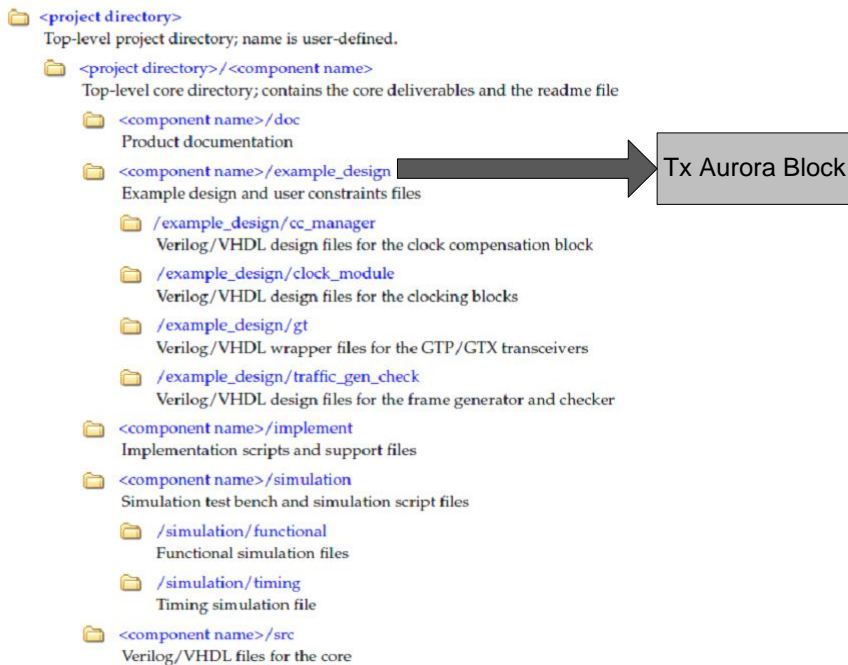 <project directory>
Top-level project directory; name is user-defined.
<project directory>/<component name>
Top-level core directory; contains the core deliverables and the readme file
<component name>/doc
Product documentation
<component name>/example_design
Tx Aurora Block
Example design and user constraints files
/example_design/cc_manager
Verilog/VHDL design files for the clock compensation block
/example_design/clock_module
Verilog/VHDL design files for the clocking blocks
/example_design/gt
Verilog/VHDL wrapper files for the GTP/GTX transceivers
/example_design/traffic_gen_check
Verilog/VHDL design files for the frame generator and checker
<component name>/implement
Implementation scripts and support files
<component name>/simulation
Simulation test bench and simulation script files
/simulation/functional
Functional simulation files
/simulation/timing
Timing simulation file
<component name>/src
Verilog/VHDL files for the core